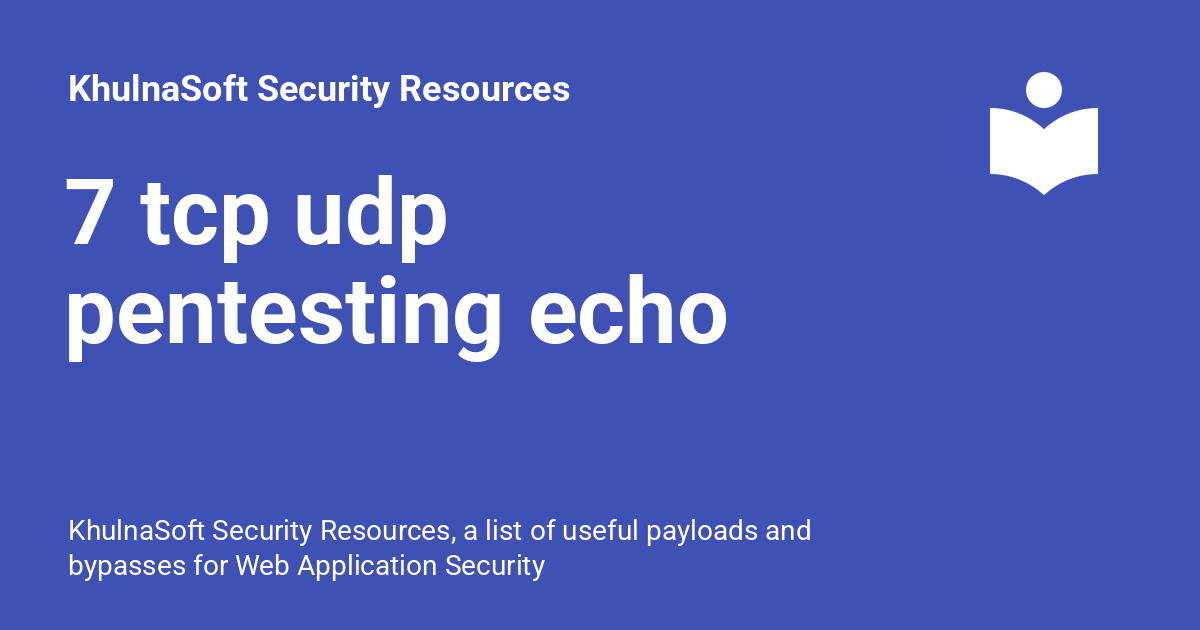 KhulnaSoft Security Resources
7 tcp udp
pentesting echo
KhulnaSoft Security Resources, a list of useful payloads and
bypasses for Web Application Security